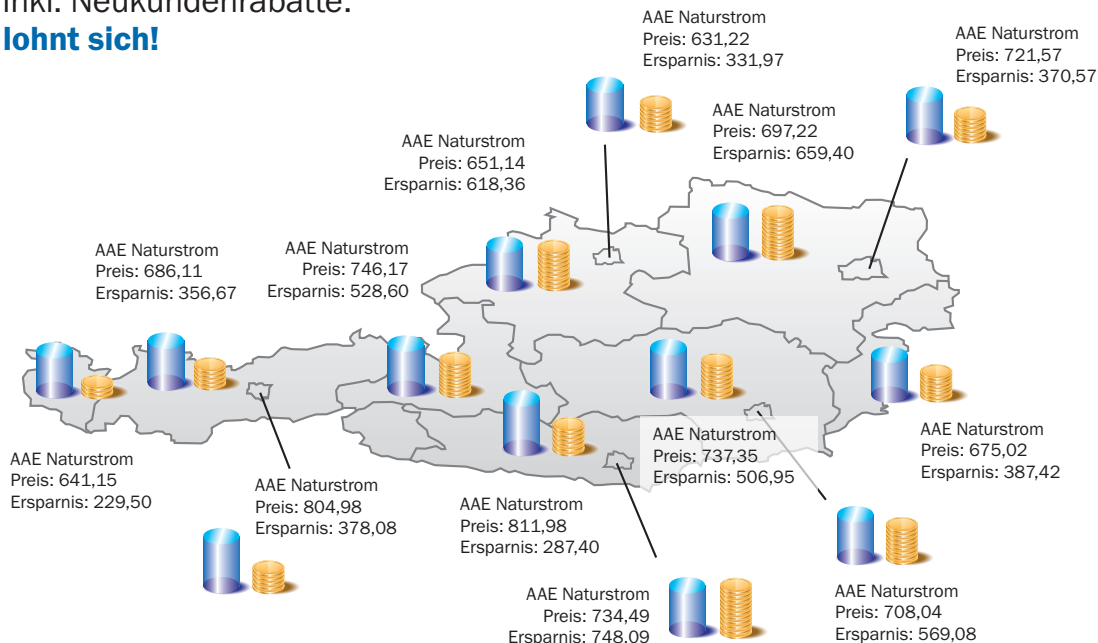 inkl. Neukundenrabatte.
lohnt sich!
AAE Naturstrom
Preis: 631,22
Ersparnis: 331,97
AAE Naturstrom
Preis: 721,57
Ersparnis: 370,57
AAE Naturstrom
Preis: 697,22
Ersparnis: 659,40
AAE Naturstrom
Preis: 651,14
Ersparnis: 618,36
AAE Naturstrom
Preis: 686,11
Ersparnis: 356,67
AAE Naturstrom
Preis: 746,17
Ersparnis: 528,60
AAE Naturstrom
Preis: 641,15
Ersparnis: 229,50
AAE Naturstrom
Preis: 804,98
Ersparnis: 378,08
AAE Naturstrom
Preis: 811,98
Ersparnis: 287,40
AAE Naturstrom
Preis: 737,35
Ersparnis: 506,95
AAE Naturstrom
Preis: 675,02
Ersparnis: 387,42
AAE Naturstrom
Preis: 734,49
Ersparnis: 748,09
AAE Naturstrom
Preis: 708,04
Ersparnis: 569,08